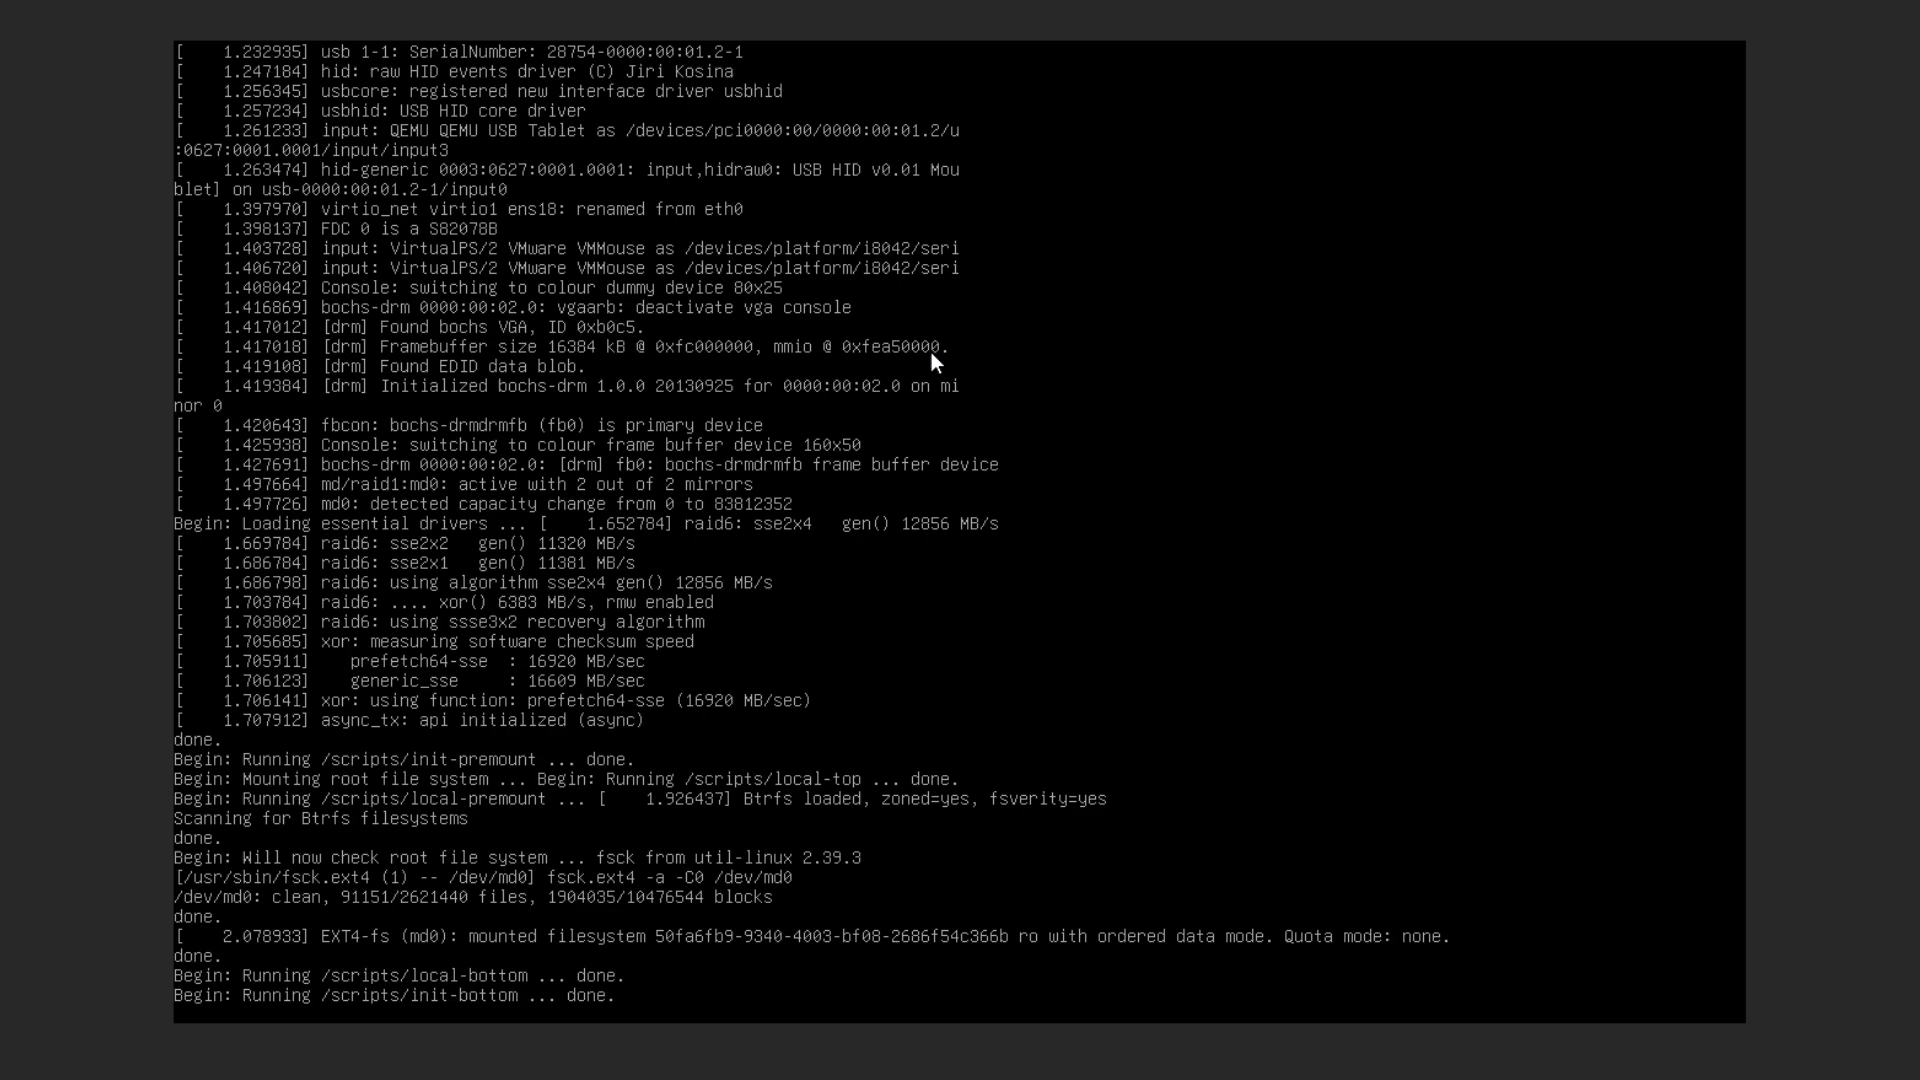 [    1.232935] usb 1-1: SerialNumber: 28754-0000:00:01.2-1
[    1.247184] hid: raw HID events driver (C) Jiri Kosina
[    1.256345] usbcore: registered new interface driver usbhid
[    1.257234] usbhid: USB HID core driver
[    1.261233] input: QEMU QEMU USB Tablet as /devices/pci0000:00/0000:00:01.2/u
:0627:0001.0001/input/input3
[    1.263474] hid-generic 0003:0627:0001.0001: input,hidraw0: USB HID v0.01 Mou
blet] on usb-0000:00:01.2-1/input0
[    1.397970] virtio_net virtio1 ens18: renamed from eth0
[    1.398137] FDC 0 is a S82078B
[    1.403728] input: VirtualPS/2 VMware VMMouse as /devices/platform/i8042/seri
[    1.406720] input: VirtualPS/2 VMware VMMouse as /devices/platform/i8042/seri
[    1.408042] Console: switching to colour dummy device 80x25
[    1.416869] bochs-drm 0000:00:02.0: vgaarb: deactivate vga console
[    1.417012] [drm] Found bochs VGA, ID 0xb0c5.
[    1.417018] [drm] Framebuffer size 16384 kB @ 0xfc000000, mmio @ 0xfea50000.
[    1.419108] [drm] Found EDID data blob.
[    1.419384] [drm] Initialized bochs-drm 1.0.0 20130925 for 0000:00:02.0 on mi
nor 0
[    1.420643] fbcon: bochs-drmdrmfb (fb0) is primary device
[    1.425938] Console: switching to colour frame buffer device 160x50
[    1.427691] bochs-drm 0000:00:02.0: [drm] fb0: bochs-drmdrmfb frame buffer device
[    1.497664] md/raid1:md0: active with 2 out of 2 mirrors
[    1.497726] md0: detected capacity change from 0 to 83812352
Begin: Loading essential drivers ... [    1.652784] raid6: sse2x4   gen() 12856 MB/s
[    1.669784] raid6: sse2x2   gen() 11320 MB/s
[    1.686784] raid6: sse2x1   gen() 11381 MB/s
[    1.686798] raid6: using algorithm sse2x4 gen() 12856 MB/s
[    1.703784] raid6: .... xor() 6383 MB/s, rmw enabled
[    1.703802] raid6: using ssse3x2 recovery algorithm
[    1.705685] xor: measuring software checksum speed
[    1.705911]    prefetch64-sse  : 16920 MB/sec
[    1.706123]    generic_sse     : 16609 MB/sec
[    1.706141] xor: using function: prefetch64-sse (16920 MB/sec)
[    1.707912] async_tx: api initialized (async)
done.
Begin: Running /scripts/init-premount ... done.
Begin: Mounting root file system ... Begin: Running /scripts/local-top ... done.
Begin: Running /scripts/local-premount ... [    1.926437] Btrfs loaded, zoned=yes, fsverity=yes
Scanning for Btrfs filesystems
done.
Begin: Will now check root file system ... fsck from util-linux 2.39.3
[/usr/sbin/fsck.ext4 (1) -- /dev/md0] fsck.ext4 -a -C0 /dev/md0
/dev/md0: clean, 91151/2621440 files, 1904035/10476544 blocks
done.
[    2.078933] EXT4-fs (md0): mounted filesystem 50fa6fb9-9340-4003-bf08-2686f54c366b ro with ordered data mode. Quota mode: none.
done.
Begin: Running /scripts/local-bottom ... done.
Begin: Running /scripts/init-bottom ... done.